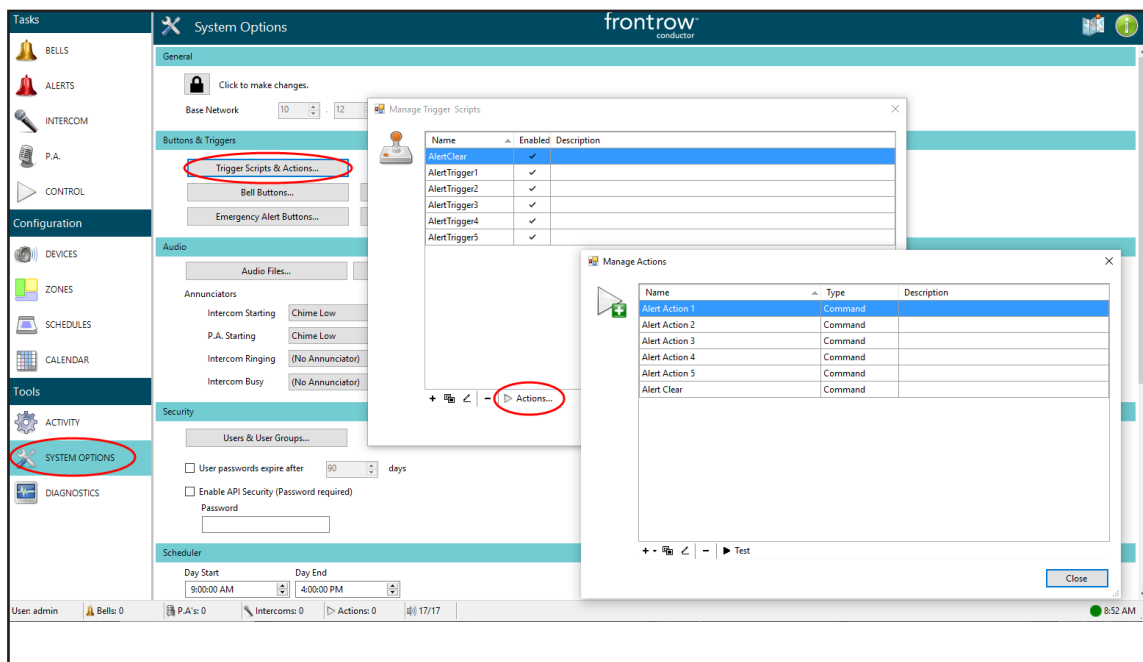 Tasks
BELLS
ALERTS
INTERCOM
P.A.
CONTROL
Configuration
DEVICES
ZONES
SCHEDULES
CALENDAR
Tools
ACTIVITY
SYSTEM OPTIONS
DIAGNOSTICS
System Options
frontrow
conductor
General
Click to make changes.
Base Network 10 . 12
Buttons & Triggers
Trigger Scripts & Actions...
Bell Buttons...
Emergency Alert Buttons...
Audio
Audio Files...
Annunciators
Intercom Starting Chime Low
P.A. Starting Chime Low
Intercom Ringing (No Annunciator)
Intercom Busy (No Annunciator)
Security
Users & User Groups...
User passwords expire after 90 days
Enable API Security (Password required)
Password
Scheduler
Day Start Day End
9:00:00 AM 4:00:00 PM
Manage Trigger Scripts
Name Enabled Description
AlertClear
AlertTrigger1
AlertTrigger2
AlertTrigger3
AlertTrigger4
AlertTrigger5
Actions...
Manage Actions
Name Type Description
Alert Action 1 Command
Alert Action 2 Command
Alert Action 3 Command
Alert Action 4 Command
Alert Action 5 Command
Alert Clear Command
Test
Close
User: admin Bells: 0 P.A's: 0 Intercoms: 0 Actions: 0 17/17 8:52 AM